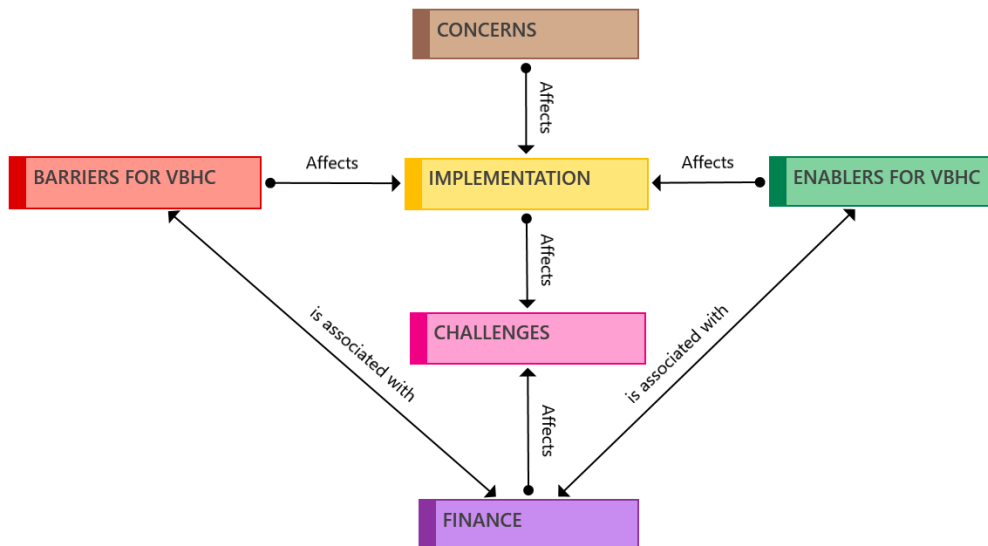 CONCERNS
Affects
BARRIERS FOR VBHC
Affects
IMPLEMENTATION
Affects
ENABLERS FOR VBHC
Affects
CHALLENGES
is associated with
is associated with
Affects
FINANCE